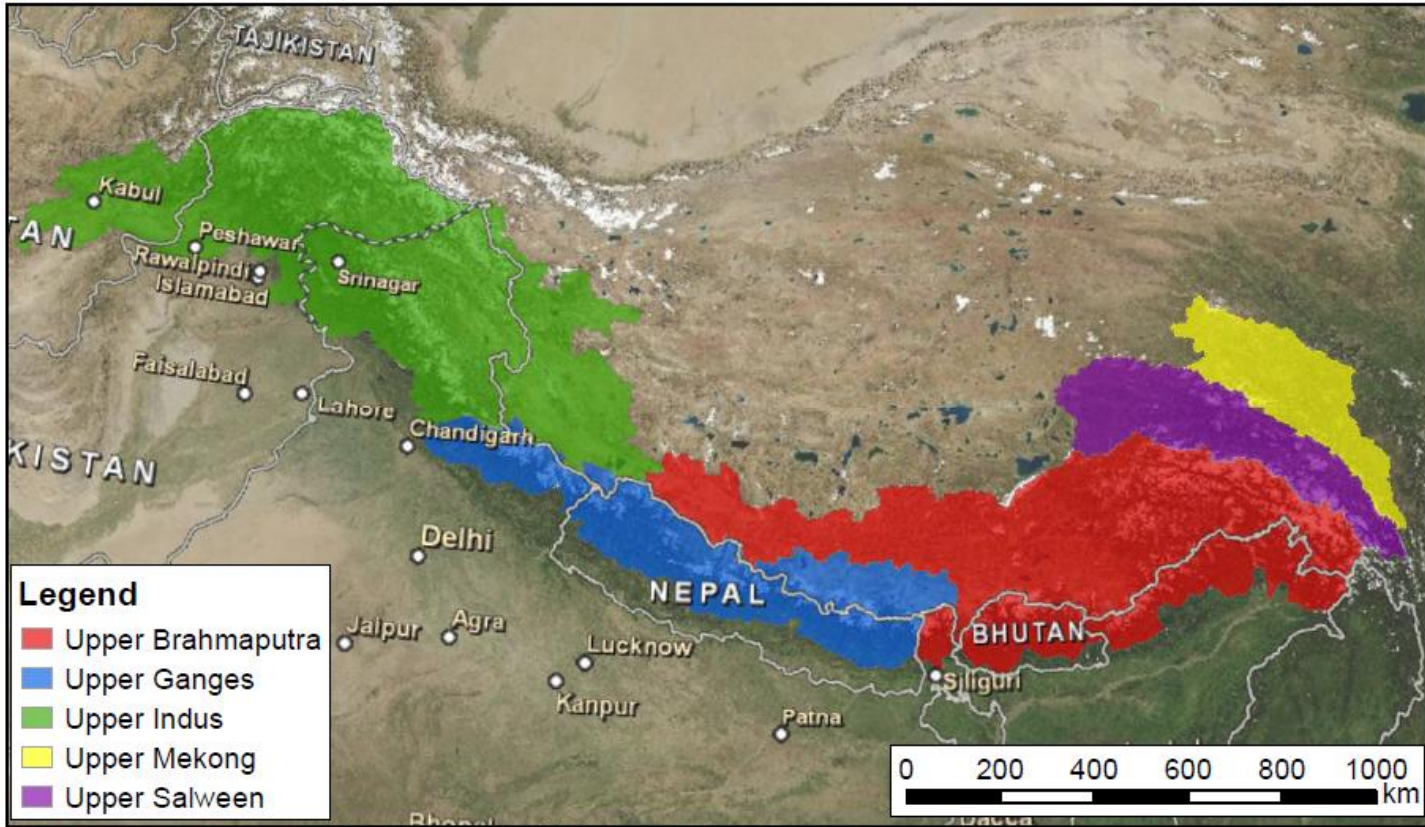 TAJIKISTAN
Kabul
TAN
Peshawar
Rawalpindi
Islamabad
Srinagar
Faisalabad
Lahore
Chandigarh
KISTAN
Delhi
NEPAL
BHUTAN
Jaipur
Agra
Lucknow
Kanpur
Siliguri
Patna
Legend
Upper Brahmaputra
Upper Ganges
Upper Indus
Upper Mekong
Upper Salween
0 200 400 600 800 1000
km